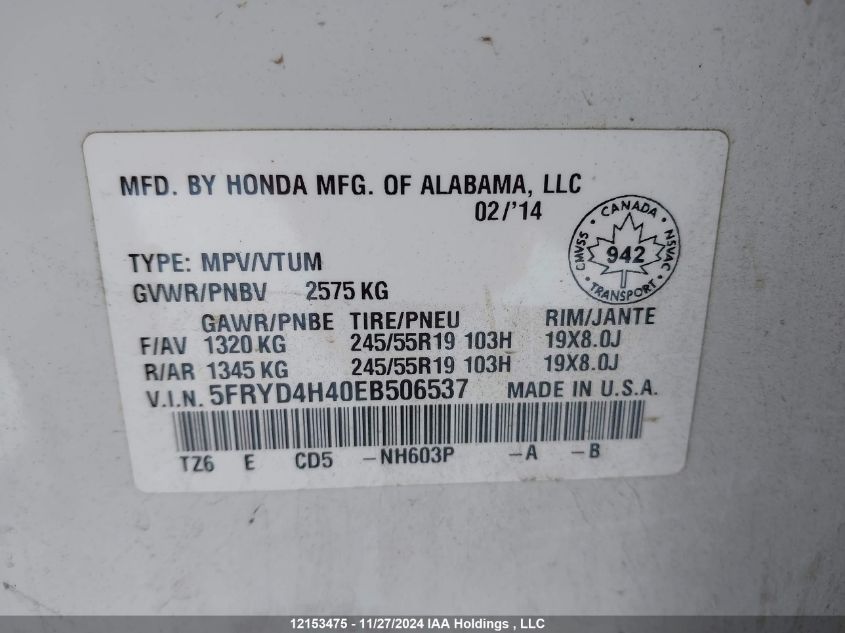 MFD. BY HONDA MFG. OF ALABAMA, LLC
02/'14
CANADA
CMVSS 942 NSVAC
TRANSPORT
TYPE: MPV/VTUM
GVWR/PNBV 2575 KG
GAWR/PNBE TIRE/PNEU RIM/JANTE
F/AV 1320 KG 245/55R19 103H 19X8.0J
R/AR 1345 KG 245/55R19 103H 19X8.0J
V.I.N. 5FRYD4H40EB506537 MADE IN U.S.A.
TZ6 E CD5 -NH603P -A -B
12153475 - 11/27/2024 IAA Holdings , LLC